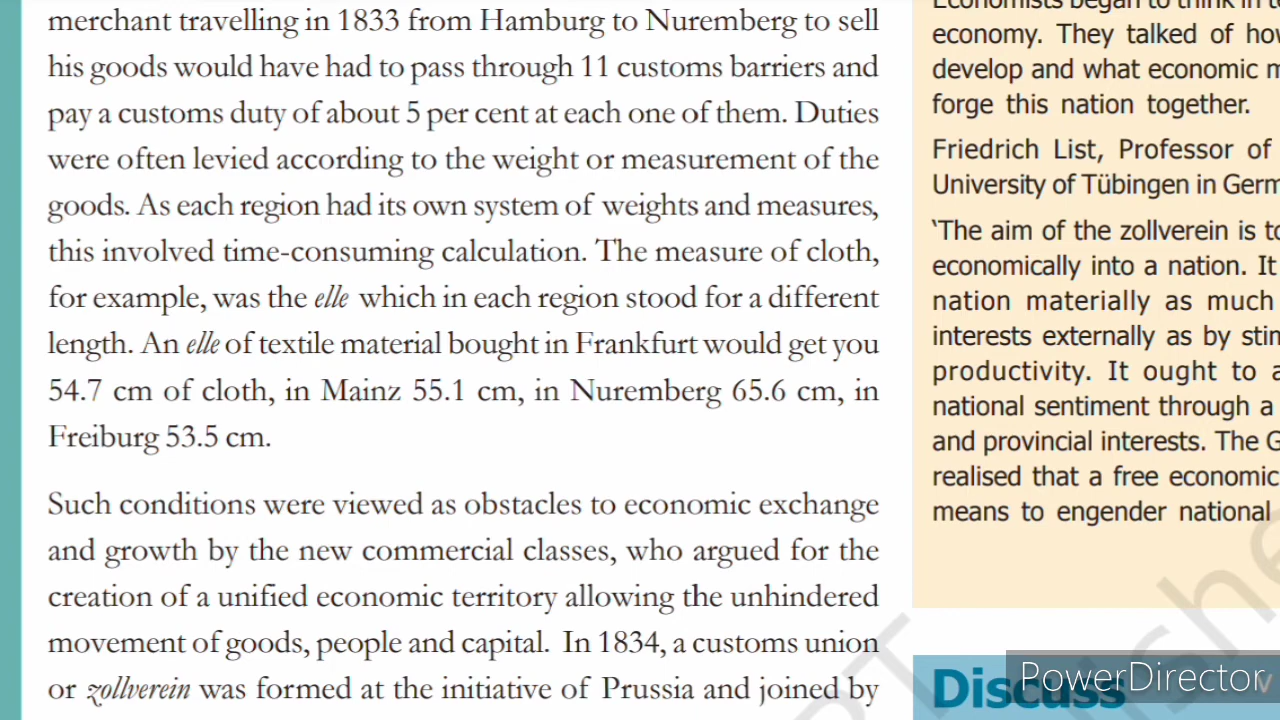 merchant travelling in 1833 from Hamburg to Nuremberg to sell
his goods would have had to pass through 11 customs barriers and
pay a customs duty of about 5 per cent at each one of them. Duties
were often levied according to the weight or measurement of the
goods. As each region had its own system of weights and measures,
this involved time-consuming calculation. The measure of cloth,
for example, was the elle which in each region stood for a different
length. An elle of textile material bought in Frankfurt would get you
54.7 cm of cloth, in Mainz 55.1 cm, in Nuremberg 65.6 cm, in
Freiburg 53.5 cm.
Such conditions were viewed as obstacles to economic exchange
and growth by the new commercial classes, who argued for the
creation of a unified economic territory allowing the unhindered
movement of goods, people and capital. In 1834, a customs union
or zollverein was formed at the initiative of Prussia and joined by
Economists began to think in
economy. They talked of
develop and what economic
forge this nation together.
Friedrich List, Professor of
University of Tübingen in
'The aim of the zollverein is
economically into a nation. It
nation materially as much
interests externally as by
productivity. It ought to
national sentiment through a
and provincial interests. The
realised that a free economic
means to engender national
Discuss
PowerDirector